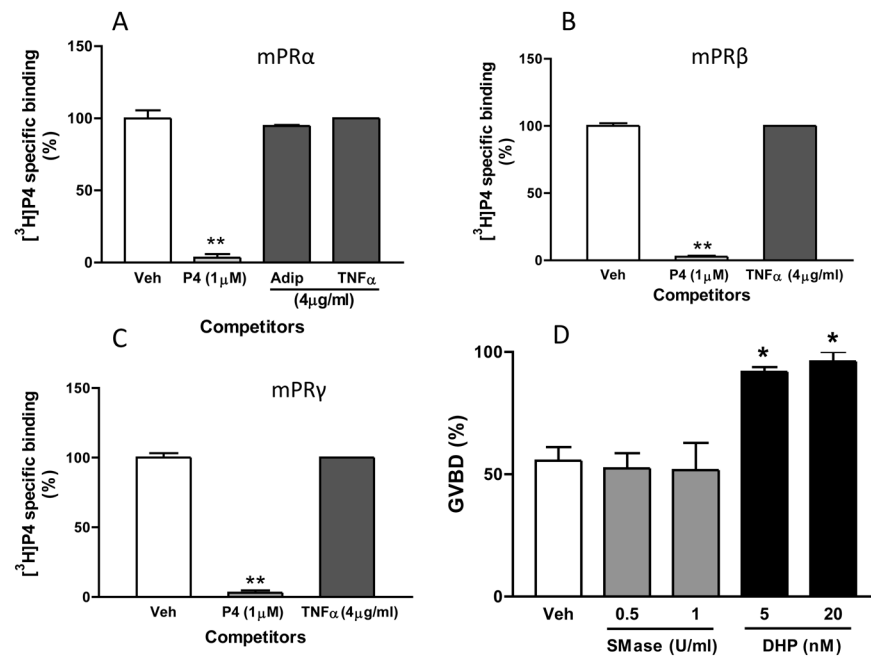 A
mPRα
[³H]P4 specific binding
(%)
150
100
50
0
**
Veh
P4 (1μM)
Adip
TNFα
(4μg/ml)
Competitors
B
mPRβ
[³H]P4 specific binding
(%)
150
100
50
0
**
Veh
P4 (1μM)
TNFα (4μg/ml)
Competitors
C
mPRγ
[³H]P4 specific binding
(%)
150
100
50
0
**
Veh
P4 (1μM)
TNFα (4μg/ml)
Competitors
D
GVBD (%)
100
50
0
*
*
Veh
0.5
1
5
20
SMase (U/ml)
DHP (nM)